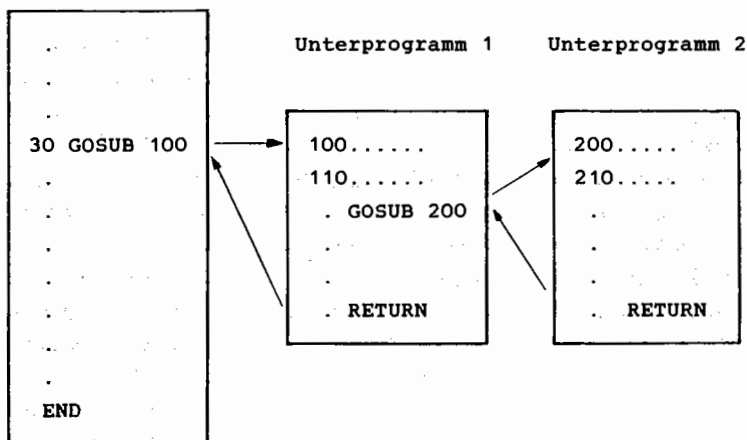 .
.
.
30 GOSUB 100
.
.
.
.
.
.
.
END
Unterprogramm 1
100......
110......
. GOSUB 200
.
.
. RETURN
Unterprogramm 2
200.....
210.....
.
.
.
. RETURN